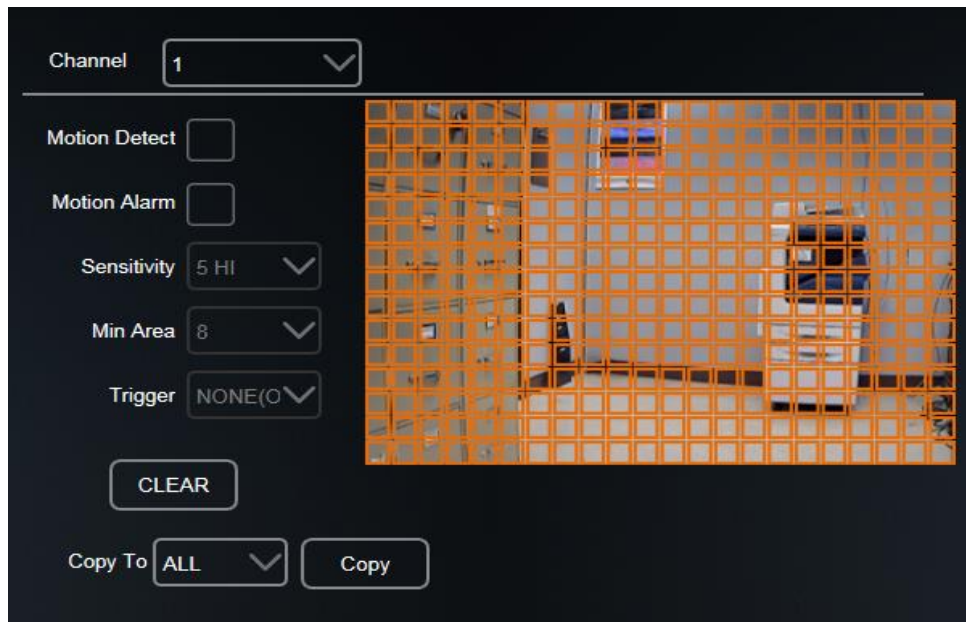 Channel 1
Motion Detect
Motion Alarm
Sensitivity 5 HI
Min Area 8
Trigger NONE(O
CLEAR
Copy To ALL Copy